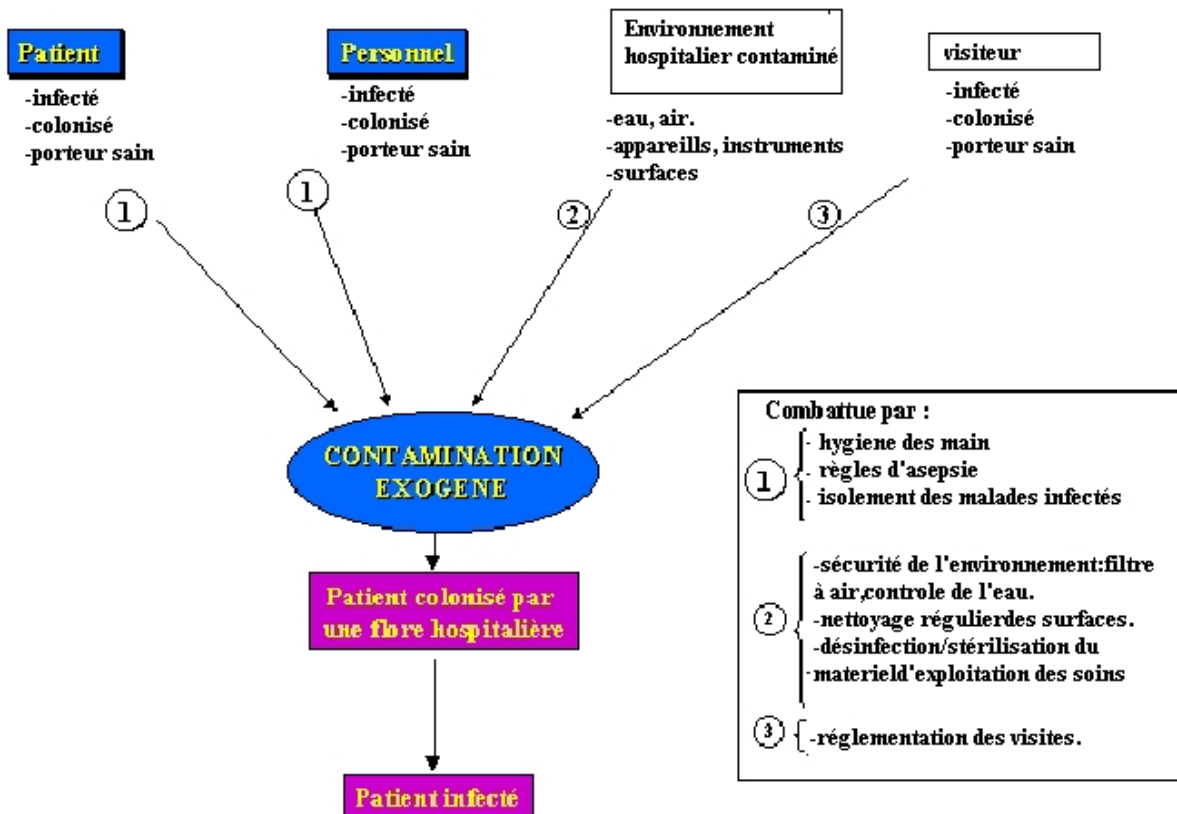 Patient
-infecté
-colonisé
-porteur sain
1
Personnel
-infecté
-colonisé
-porteur sain
1
Environnement
hospitalier contaminé
-eau, air.
-appareills, instruments
-surfaces
2
visiteur
-infecté
-colonisé
-porteur sain
3
CONTAMINATION
EXOGENE
Patient colonisé par
une flore hospitalière
Patient infecté
Combattue par :
1
- hygiene des main
- règles d'asepsie
- isolement des malades infectés
2
-sécurité de l'environnement:filtre
à air,controle de l'eau.
-nettoyage régulierdes surfaces.
-désinfection/stérilisation du
materield'exploitation des soins
3
-réglementation des visites.